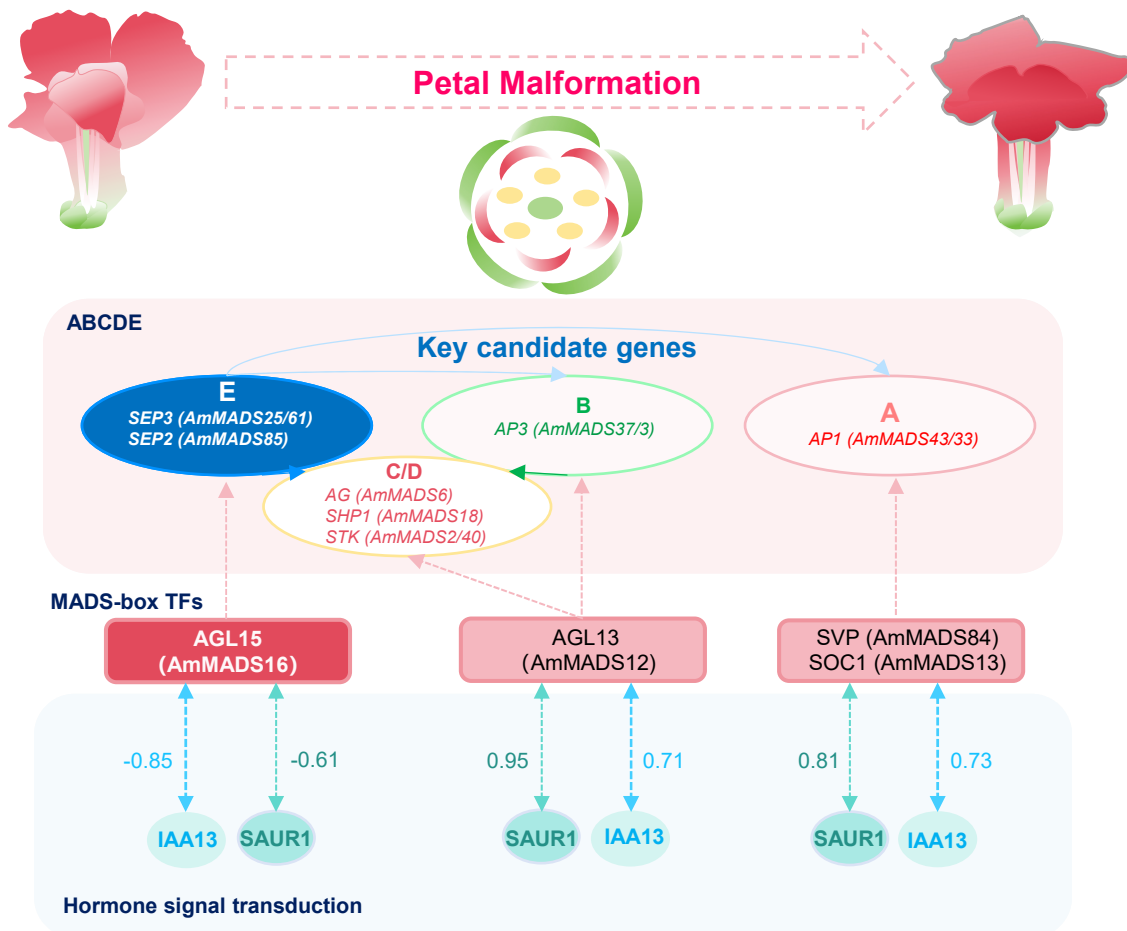 Petal Malformation
ABCDE
Key candidate genes
E
SEP3 (AmMADS25/61)
SEP2 (AmMADS85)
B
AP3 (AmMADS37/3)
A
AP1 (AmMADS43/33)
C/D
AG (AmMADS6)
SHP1 (AmMADS18)
STK (AmMADS2/40)
MADS-box TFs
AGL15
(AmMADS16)
AGL13
(AmMADS12)
SVP (AmMADS84)
SOC1 (AmMADS13)
-0.85
-0.61
0.95
0.71
0.81
0.73
IAA13
SAUR1
SAUR1
IAA13
SAUR1
IAA13
Hormone signal transduction